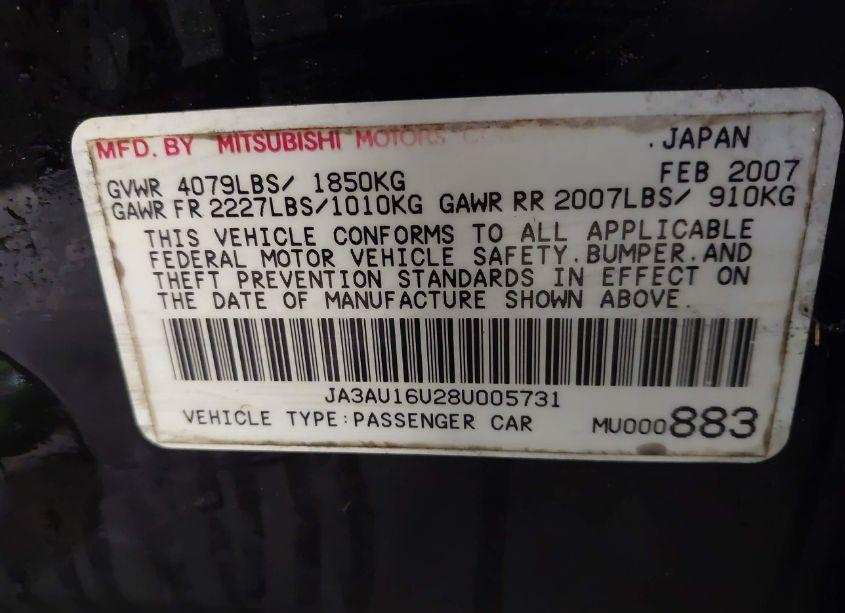 MFD. BY MITSUBISHI MOTORS . JAPAN
GVWR 4079LBS/ 1850KG FEB 2007
GAWR FR 2227LBS/1010KG GAWR RR 2007LBS/ 910KG
THIS VEHICLE CONFORMS TO ALL APPLICABLE
FEDERAL MOTOR VEHICLE SAFETY.BUMPER.AND
THEFT PREVENTION STANDARDS IN EFFECT ON
THE DATE OF MANUFACTURE SHOWN ABOVE.
JA3AU16U28U005731
VEHICLE TYPE:PASSENGER CAR MU000883